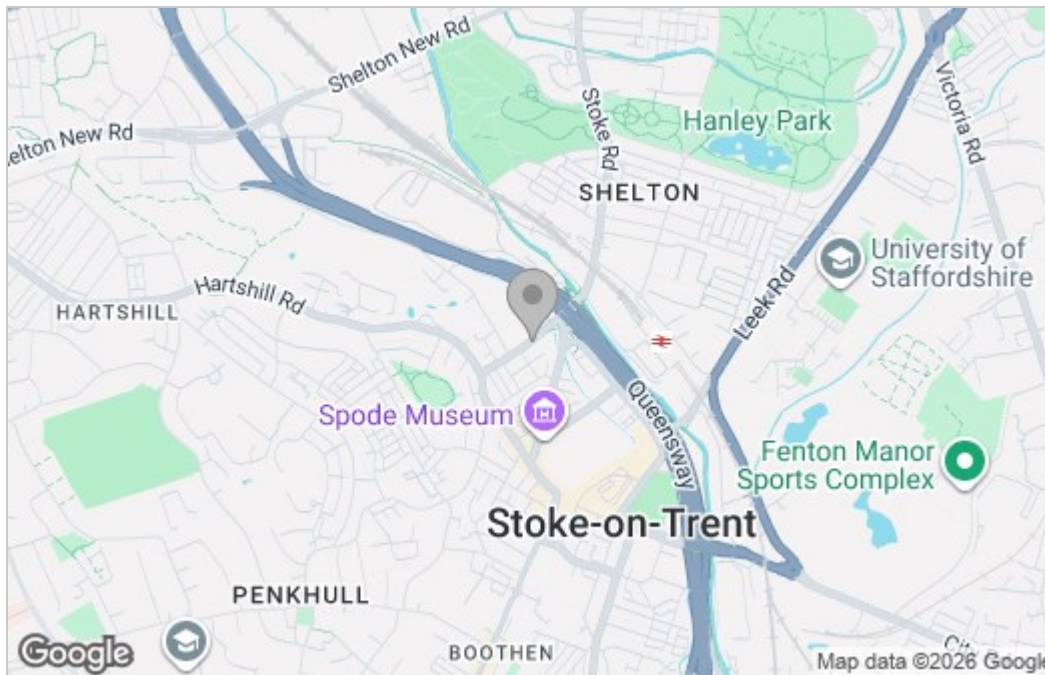 Shelton New Rd
elton New Rd
Stoke Rd
Hanley Park
Victoria Rd
SHELTON
University of
Staffordshire
Leek Rd
Hartshill Rd
HARTSHILL
Spode Museum
Queensway
Fenton Manor
Sports Complex
Stoke-on-Trent
PENKHULL
BOOTHEN
City
Google
Map data ©2026 Google